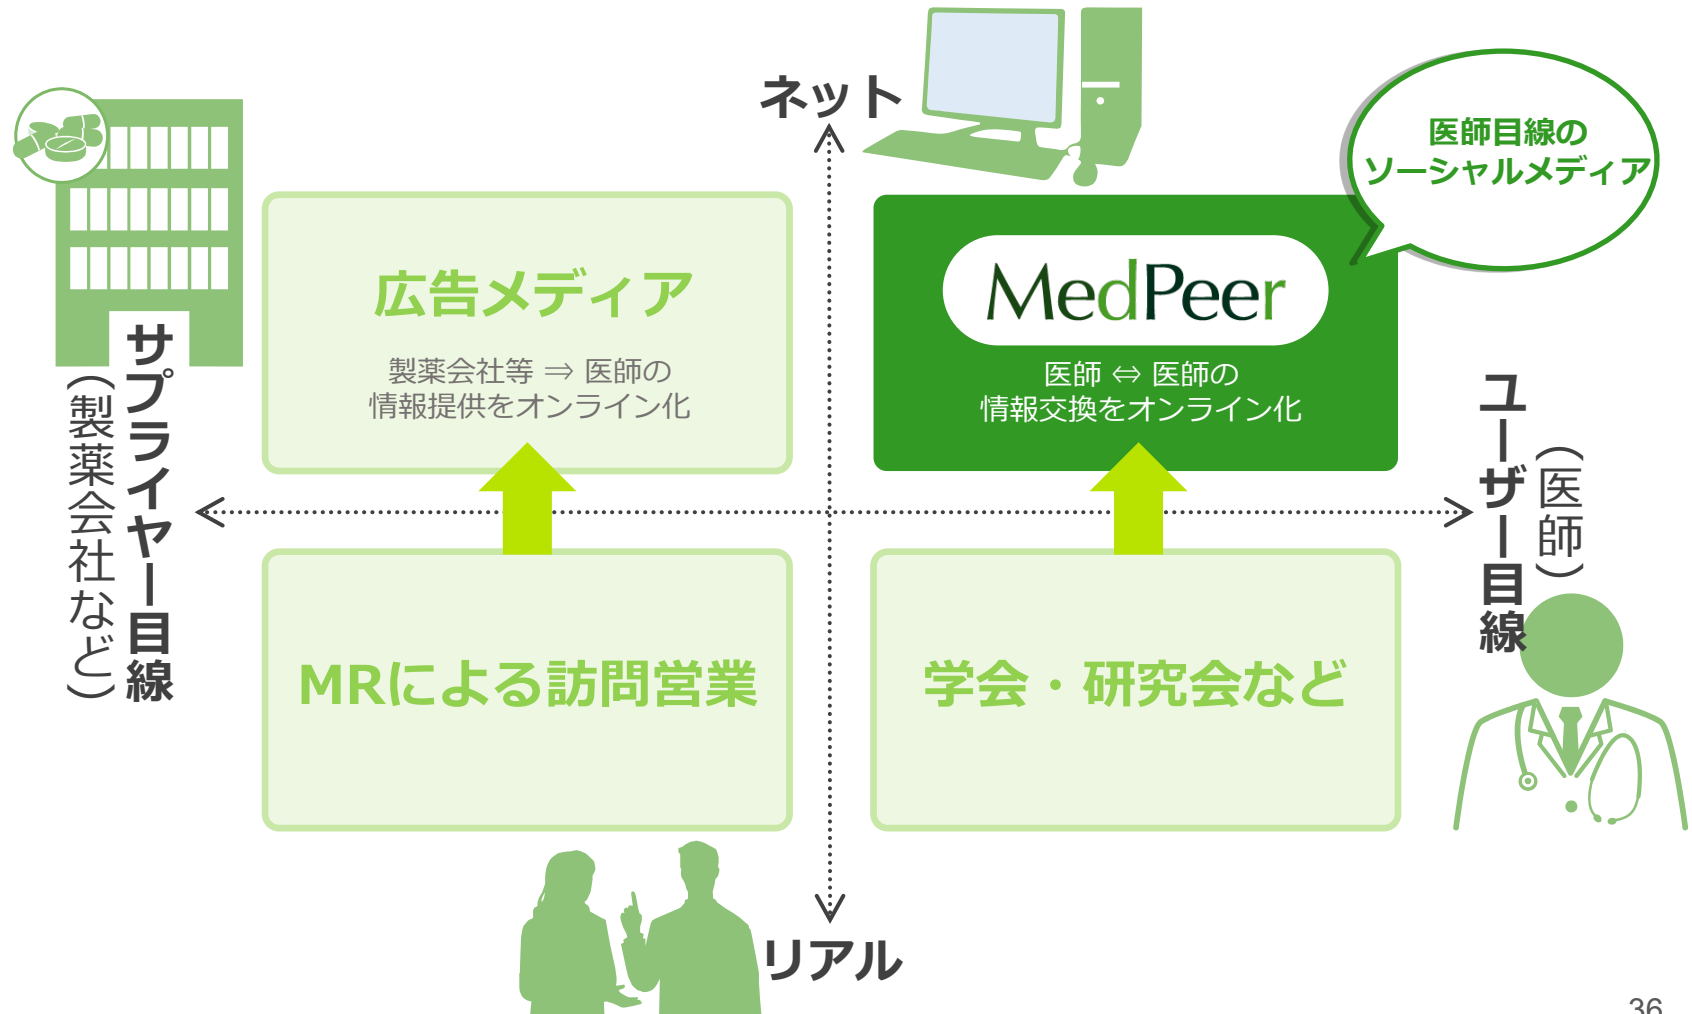 ネット
医師目線の
ソーシャルメディア
広告メディア
製薬会社等 ⇒ 医師の
情報提供をオンライン化
MedPeer
医師 ⇔ 医師の
情報交換をオンライン化
サプライヤー目線
（製薬会社など）
ユーザー目線
（医師）
MRによる訪問営業
学会・研究会など
リアル
36